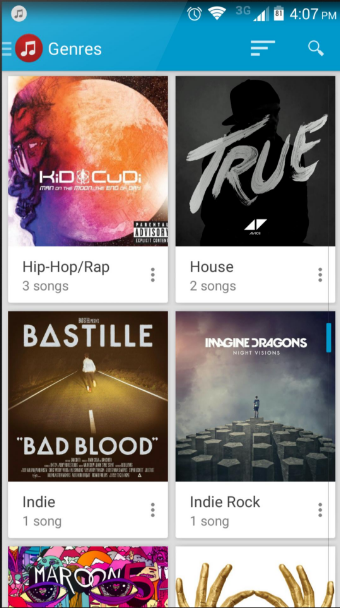 3G 81 4:07 PM
Genres
KiD CuDi
MAN ON THE MOON: THE END OF DAY
PARENTAL
ADVISORY
EXPLICIT CONTENT
Hip-Hop/Rap
3 songs
TRUE
AVICII
House
2 songs
BASTILLE
"BAD BLOOD"
Indie
1 song
IMAGINE DRAGONS
NIGHT VISIONS
Indie Rock
1 song
MAROON 5